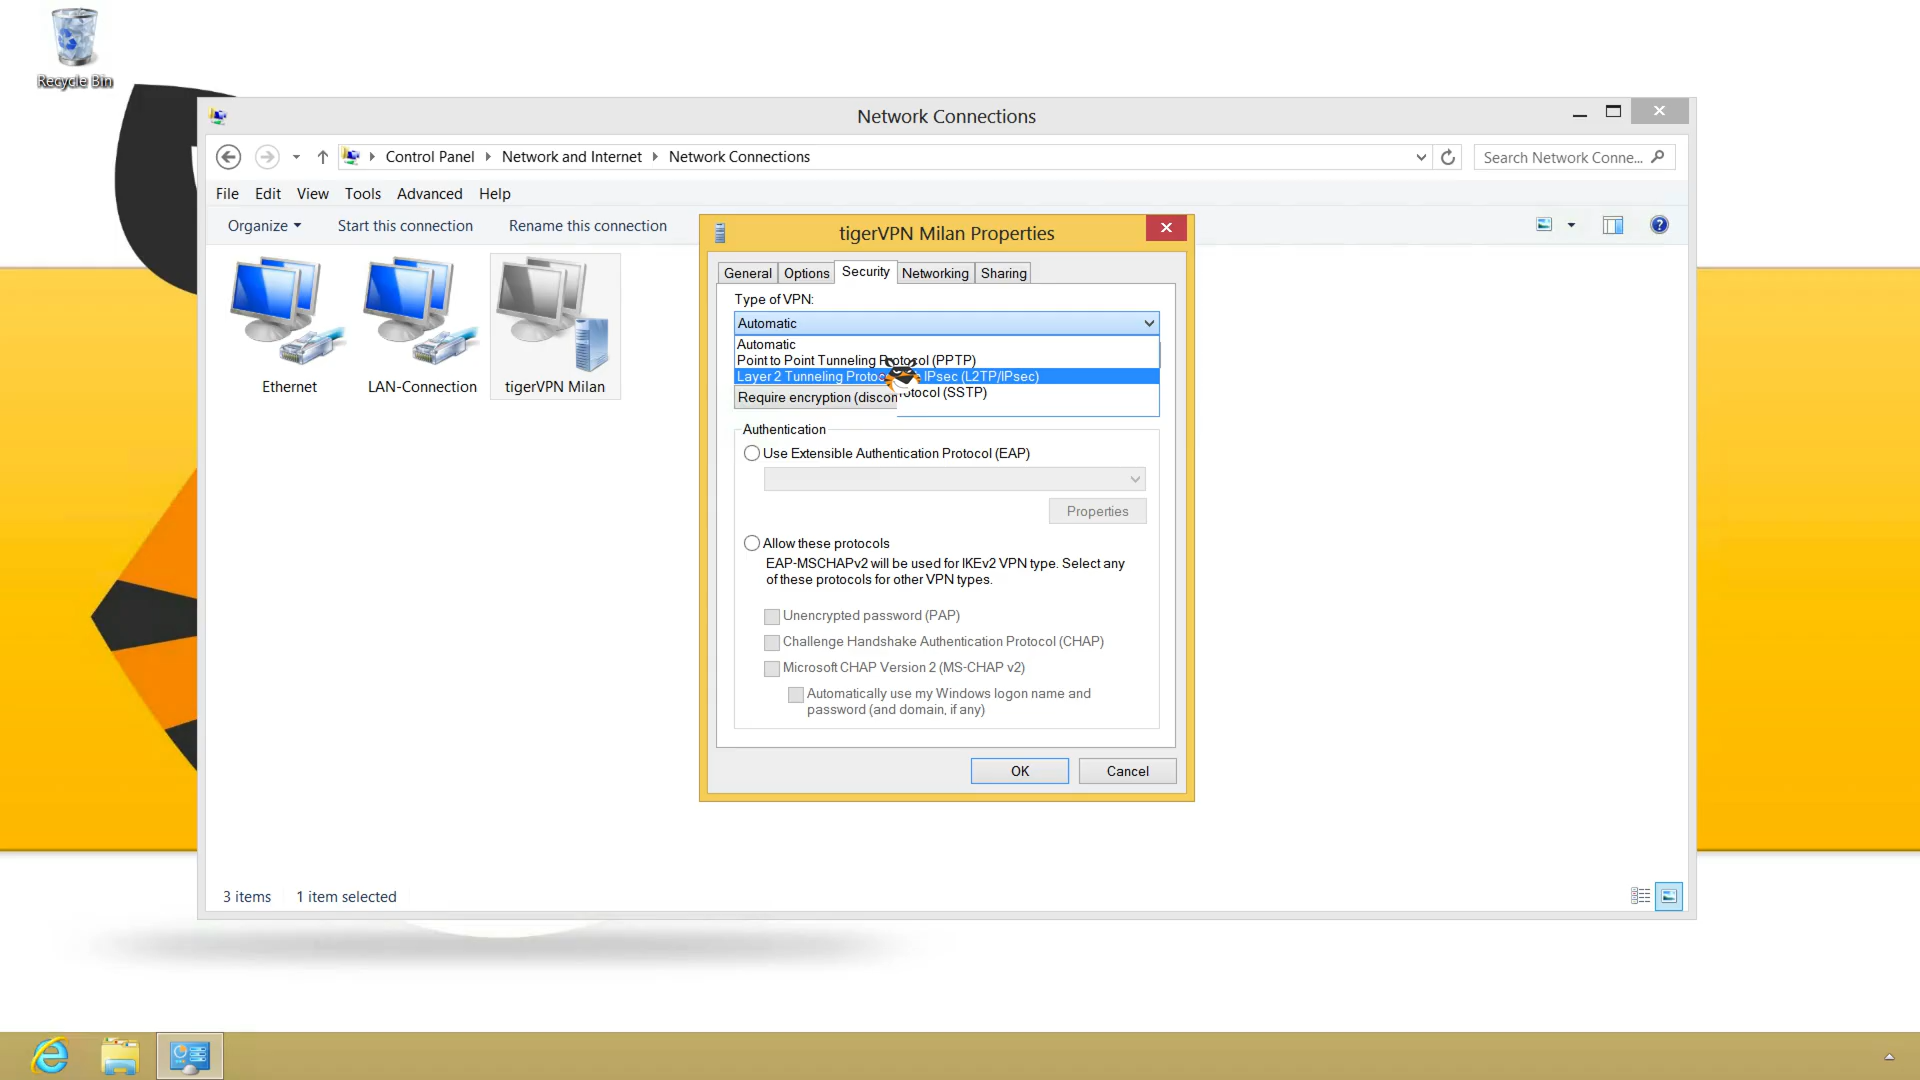 Recycle Bin
Network Connections
Control Panel
Network and Internet
Network Connections
Search Network Conne...
File
Edit
View
Tools
Advanced
Help
Organize
Start this connection
Rename this connection
Ethernet
LAN-Connection
tigerVPN Milan
tigerVPN Milan Properties
General
Options
Security
Networking
Sharing
Type of VPN:
Automatic
Automatic
Point to Point Tunneling Protocol (PPTP)
Layer 2 Tunneling IPsec (L2TP/IPsec)
(SSTP)
Require encryption
Authentication
Use Extensible Authentication Protocol (EAP)
Properties
Allow these protocols
EAP-MSCHAPv2 will be used for IKEv2 VPN type. Select any
of these protocols for other VPN types.
Unencrypted password (PAP)
Challenge Handshake Authentication Protocol (CHAP)
Microsoft CHAP Version 2 (MS-CHAP v2)
Automatically use my Windows logon name and
password (and domain, if any)
OK
Cancel
3 items
1 item selected